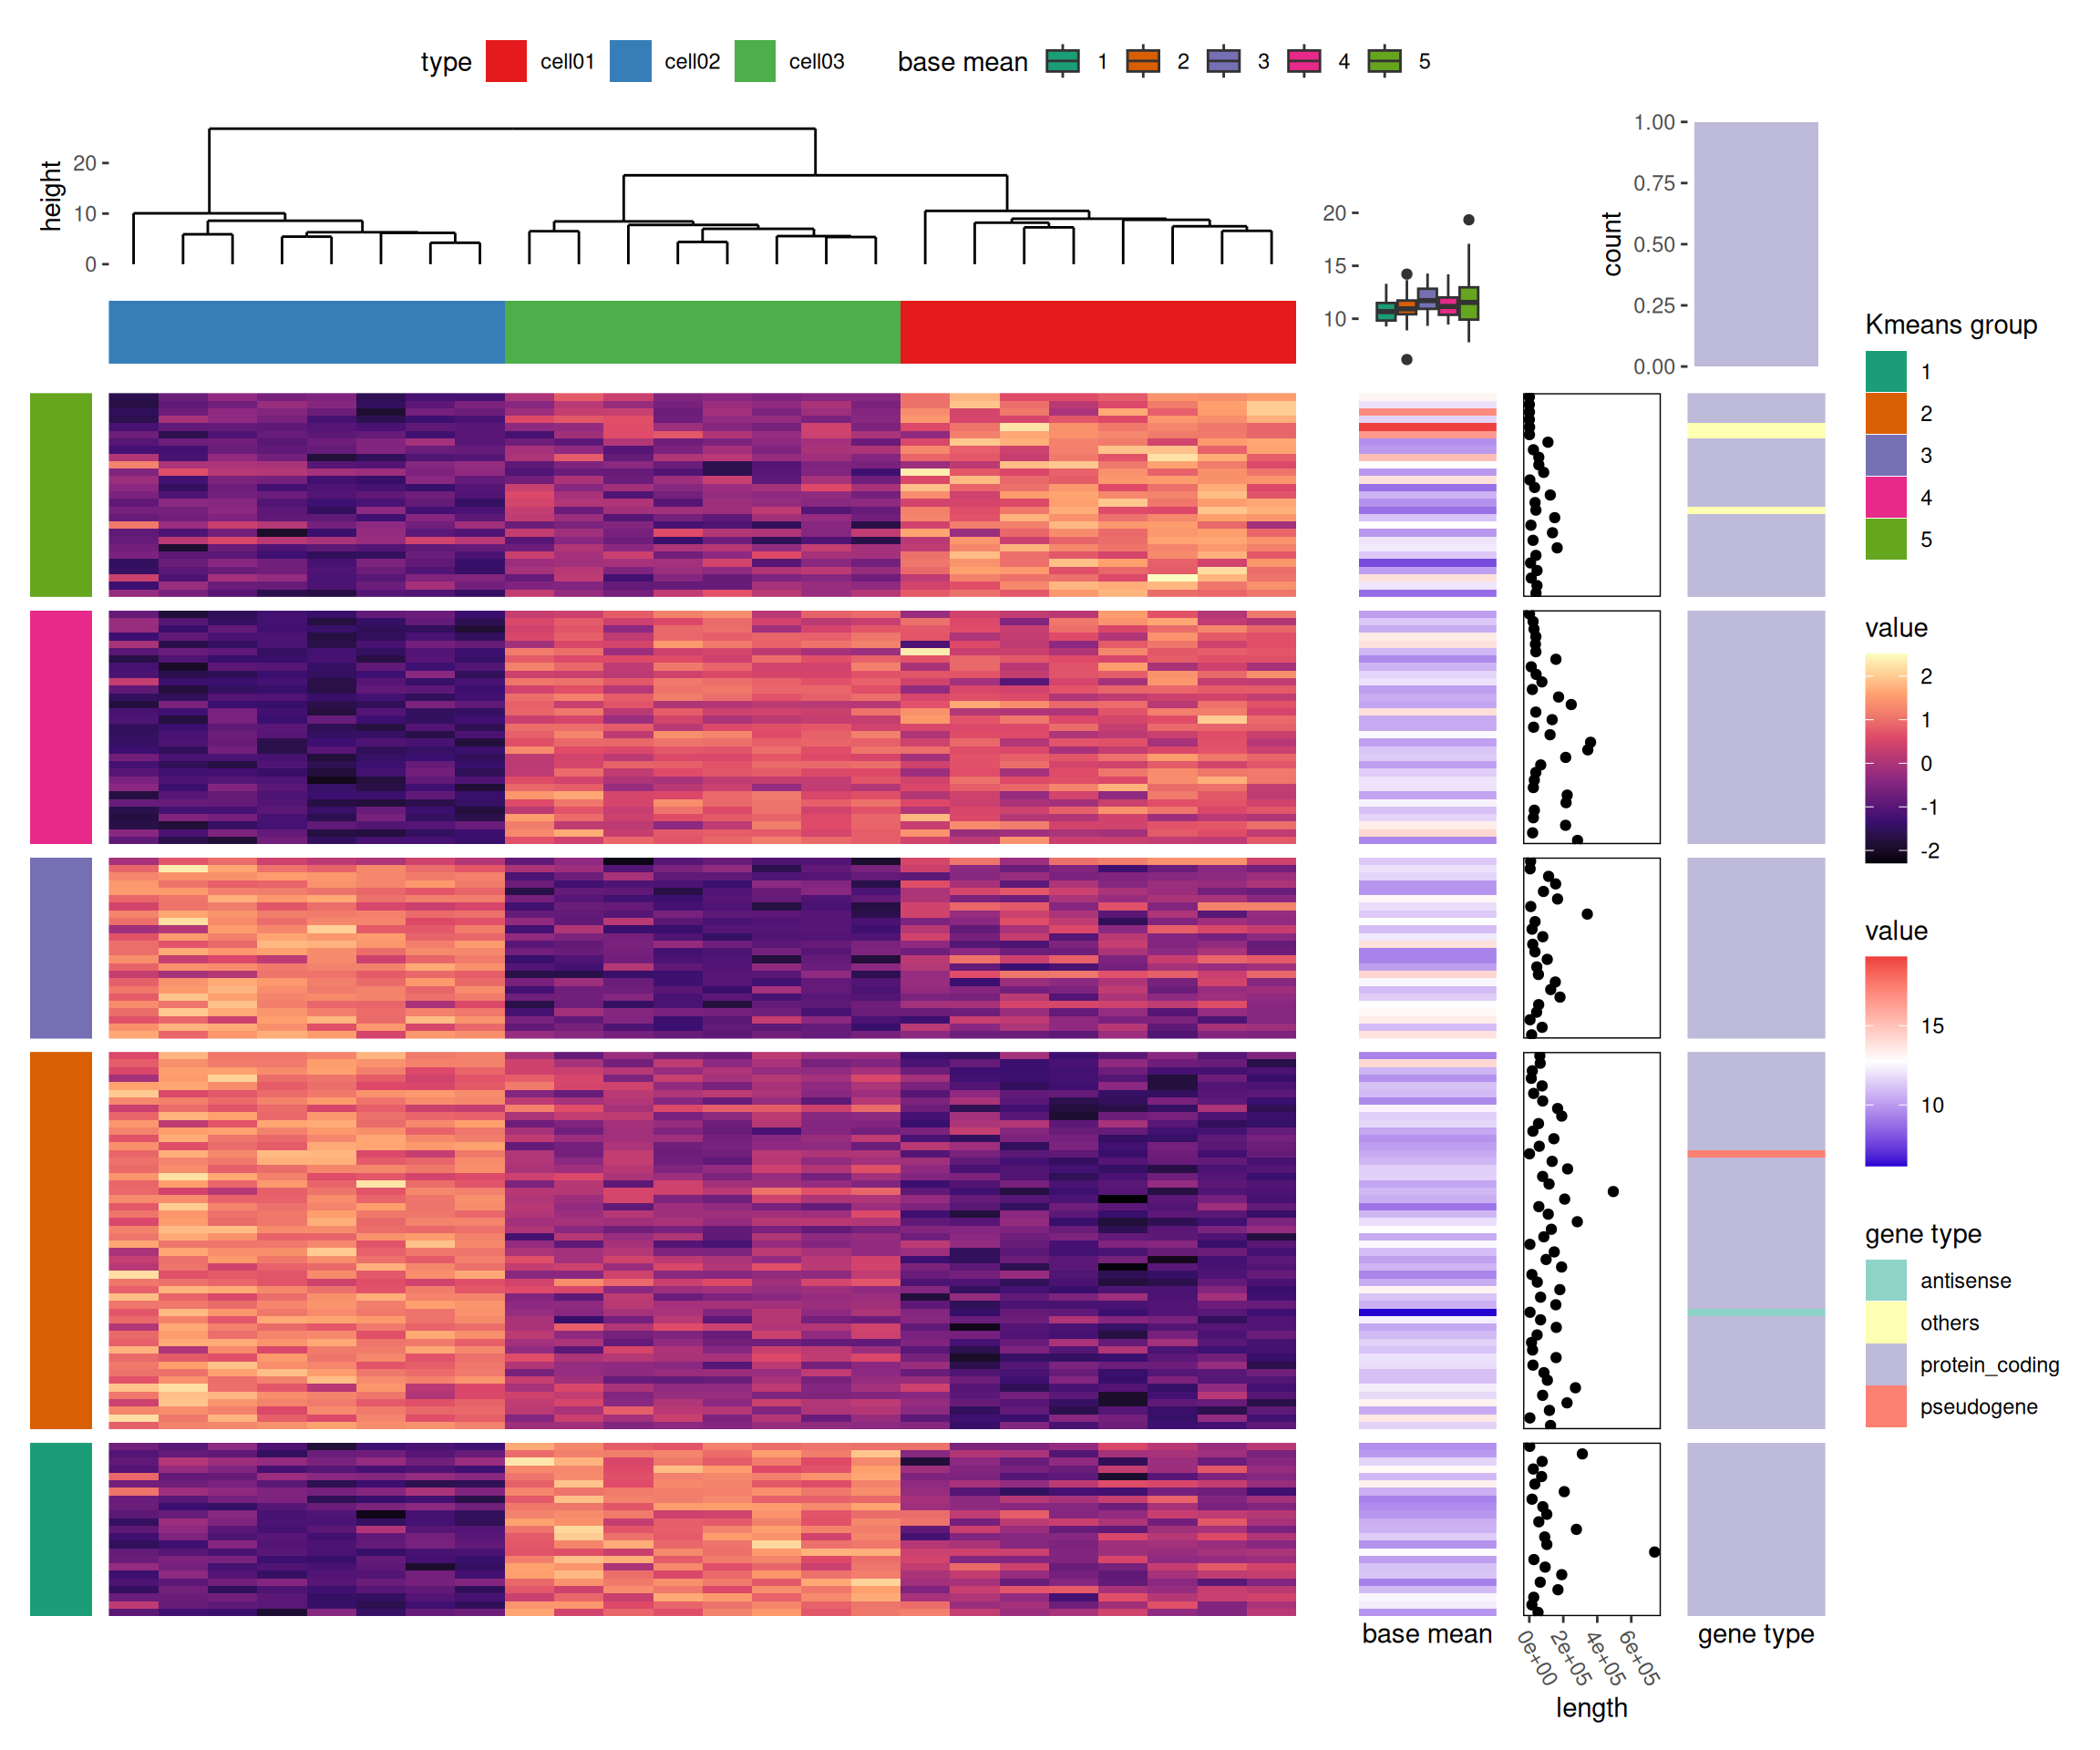 type cell01 cell02 cell03 base mean 1 2 3 4 5
height
20
10
0
20
15
10
count
1.00
0.75
0.50
0.25
0.00
Kmeans group
1
2
3
4
5
value
2
1
0
-1
-2
value
15
10
gene type
antisense
others
protein_coding
pseudogene
base mean
0e+00 2e+05 4e+05 6e+05
length
gene type